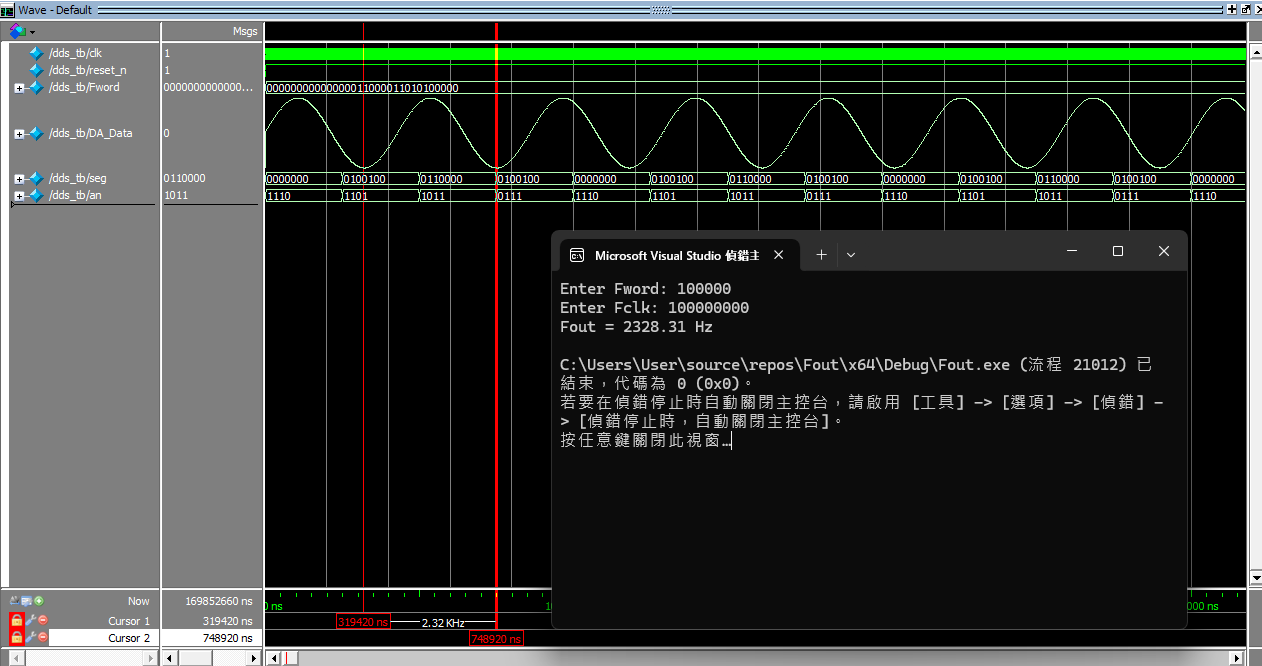 Wave - Default
Msgs
/dds_tb/clk 1
/dds_tb/reset_n 1
/dds_tb/Fword 0000000000000... 00000000000000011000011010100000
/dds_tb/DA_Data 0
/dds_tb/seg 0110000 0000000 0100100 0110000 0100100 0000000 0100100 0110000 0100100 0000000 0100100 0110000 0100100 0000000
/dds_tb/an 1011 1110 1101 1011 0111 1110 1101 1011 0111 1110 1101 1011 0111 1110
Microsoft Visual Studio 偵錯主
Enter Fword: 100000
Enter Fclk: 100000000
Fout = 2328.31 Hz
C:\Users\User\source\repos\Fout\x64\Debug\Fout.exe (流程 21012) 已
結束，代碼為 0 (0x0)。
若要在偵錯停止時自動關閉主控台，請啟用 [工具] -> [選項] -> [偵錯] -
> [偵錯停止時，自動關閉主控台]。
按任意鍵關閉此視窗…
Now 169852660 ns
ns
000 ns
Cursor 1 319420 ns 319420 ns 2.32 KHz
Cursor 2 748920 ns 748920 ns